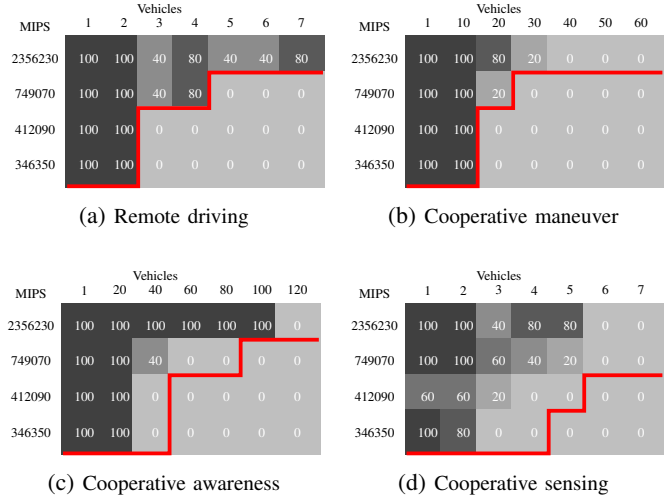 Vehicles
MIPS 1 2 3 4 5 6 7
2356230 100 100 40 80 40 40 80
749070 100 100 40 80 0 0 0
412090 100 100 0 0 0 0 0
346350 100 100 0 0 0 0 0
(a) Remote driving
Vehicles
MIPS 1 10 20 30 40 50 60
2356230 100 100 80 20 0 0 0
749070 100 100 20 0 0 0 0
412090 100 100 0 0 0 0 0
346350 100 100 0 0 0 0 0
(b) Cooperative maneuver
Vehicles
MIPS 1 20 40 60 80 100 120
2356230 100 100 100 100 100 100 0
749070 100 100 40 0 0 0 0
412090 100 100 0 0 0 0 0
346350 100 100 0 0 0 0 0
(c) Cooperative awareness
Vehicles
MIPS 1 2 3 4 5 6 7
2356230 100 100 40 80 80 0 0
749070 100 100 60 40 20 0 0
412090 60 60 20 0 0 0 0
346350 100 80 0 0 0 0 0
(d) Cooperative sensing